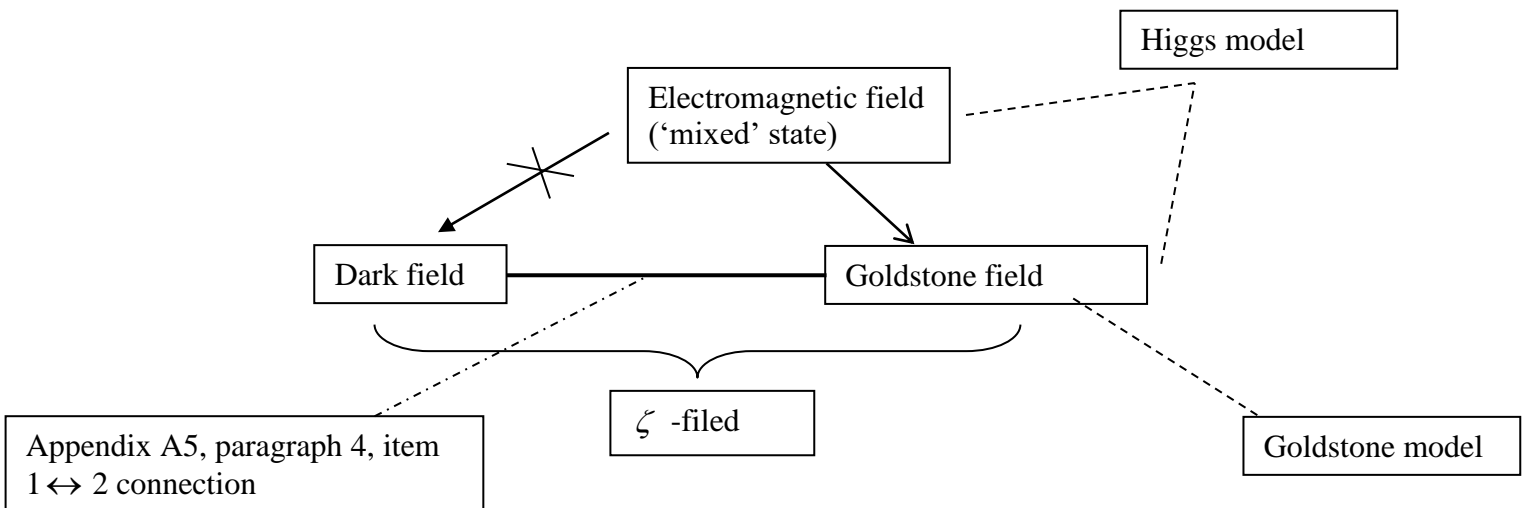 Higgs model
Electromagnetic field
(‘mixed’ state)
Dark field
Goldstone field
ζ -filed
Appendix A5, paragraph 4, item
1↔ 2 connection
Goldstone model